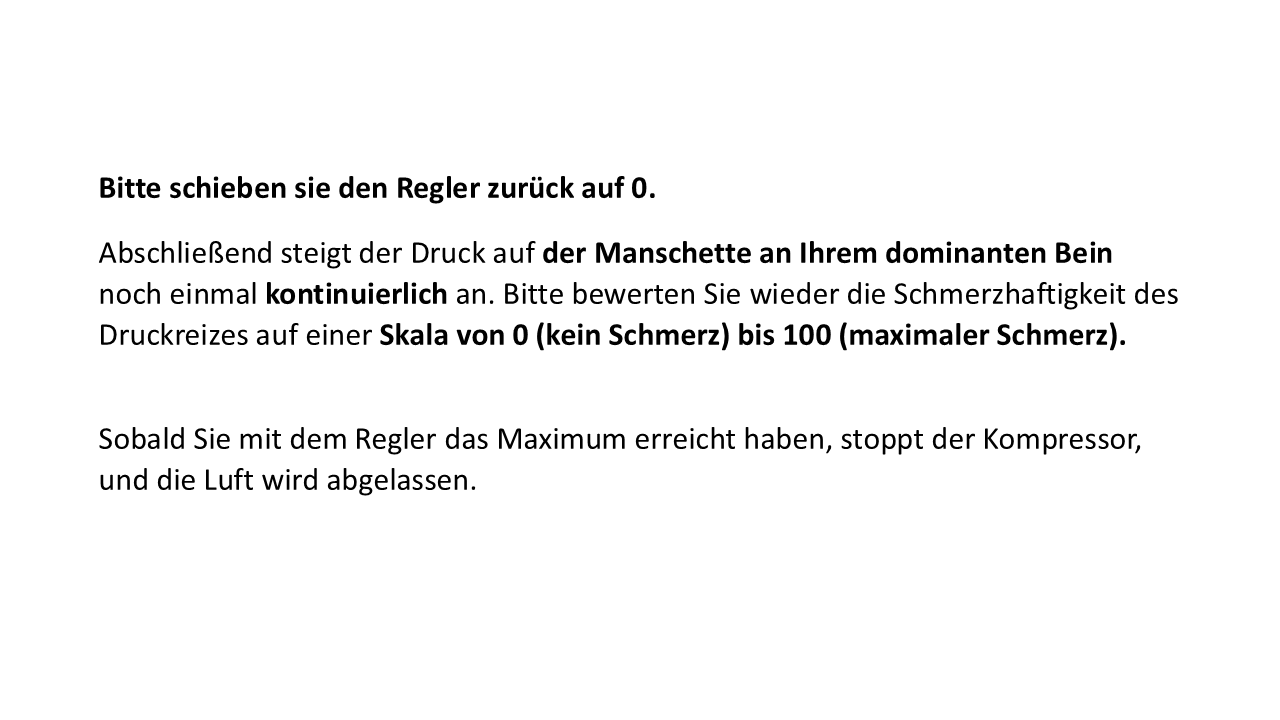 Bitte schieben sie den Regler zurück auf 0.
Abschließend steigt der Druck auf der Manschette an Ihrem dominanten Bein
noch einmal kontinuierlich an. Bitte bewerten Sie wieder die Schmerzhaftigkeit des
Druckreizes auf einer Skala von 0 (kein Schmerz) bis 100 (maximaler Schmerz).
Sobald Sie mit dem Regler das Maximum erreicht haben, stoppt der Kompressor,
und die Luft wird abgelassen.